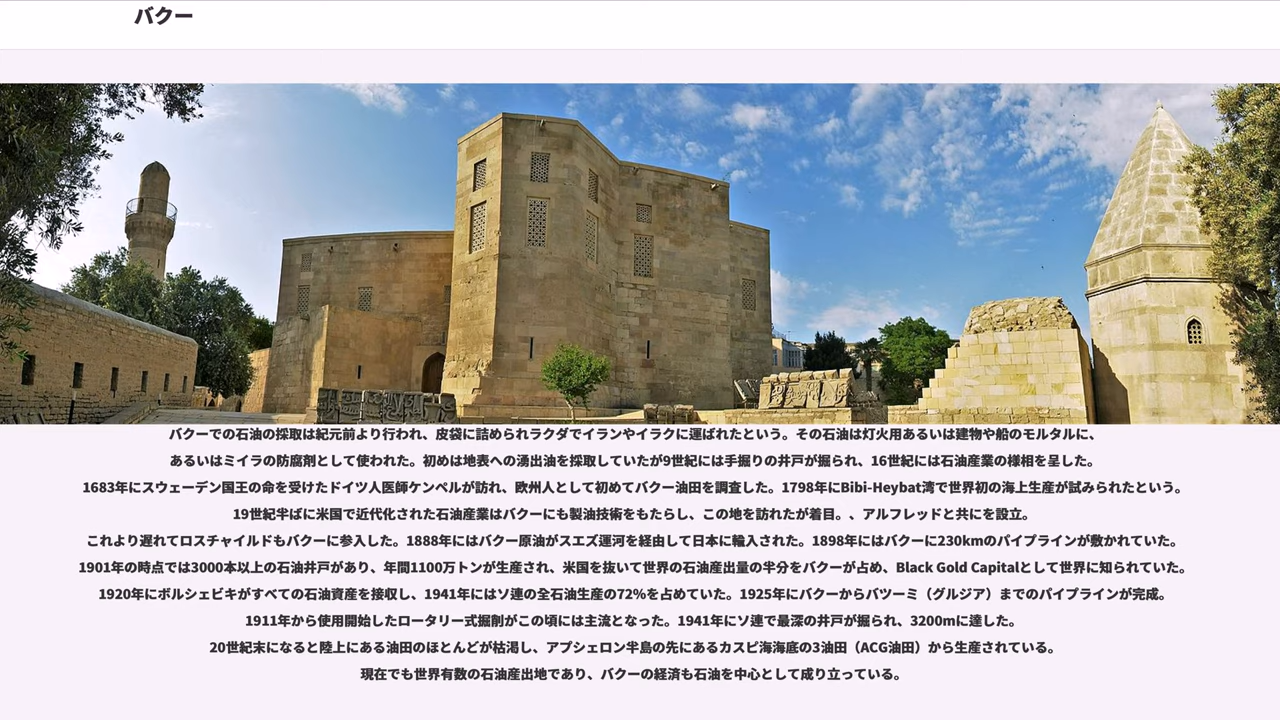 バクー
バクーでの石油の採取は紀元前より行われ、皮袋に詰められラクダでイランやイラクに運ばれたという。その石油は灯火用あるいは建物や船のモルタルに、
あるいはミイラの防腐剤として使われた。初めは地表への湧出油を採取していたが9世紀には手掘りの井戸が掘られ、16世紀には石油産業の様相を呈した。
1683年にスウェーデン国王の命を受けたドイツ人医師ケンペルが訪れ、欧州人として初めてバクー油田を調査した。1798年にBibi-Heybat湾で世界初の海上生産が試みられたという。
19世紀半ばに米国で近代化された石油産業はバクーにも製油技術をもたらし、この地を訪れたが着目。、アルフレッドと共にを設立。
これより遅れてロスチャイルドもバクーに参入した。1888年にはバクー原油がスエズ運河を経由して日本に輸入された。1898年にはバクーに230kmのパイプラインが敷かれていた。
1901年の時点では3000本以上の石油井戸があり、年間1100万トンが生産され、米国を抜いて世界の石油産出量の半分をバクーが占め、Black Gold Capitalとして世界に知られていた。
1920年にボルシェビキがすべての石油資産を接収し、1941年にはソ連の全石油生産の72%を占めていた。1925年にバクーからバツーミ（グルジア）までのパイプラインが完成。
1911年から使用開始したロータリー式掘削がこの頃には主流となった。1941年にソ連で最深の井戸が掘られ、3200mに達した。
20世紀末になると陸上にある油田のほとんどが枯渇し、アプシェロン半島の先にあるカスピ海海底の3油田（ACG油田）から生産されている。
現在でも世界有数の石油産出地であり、バクーの経済も石油を中心として成り立っている。